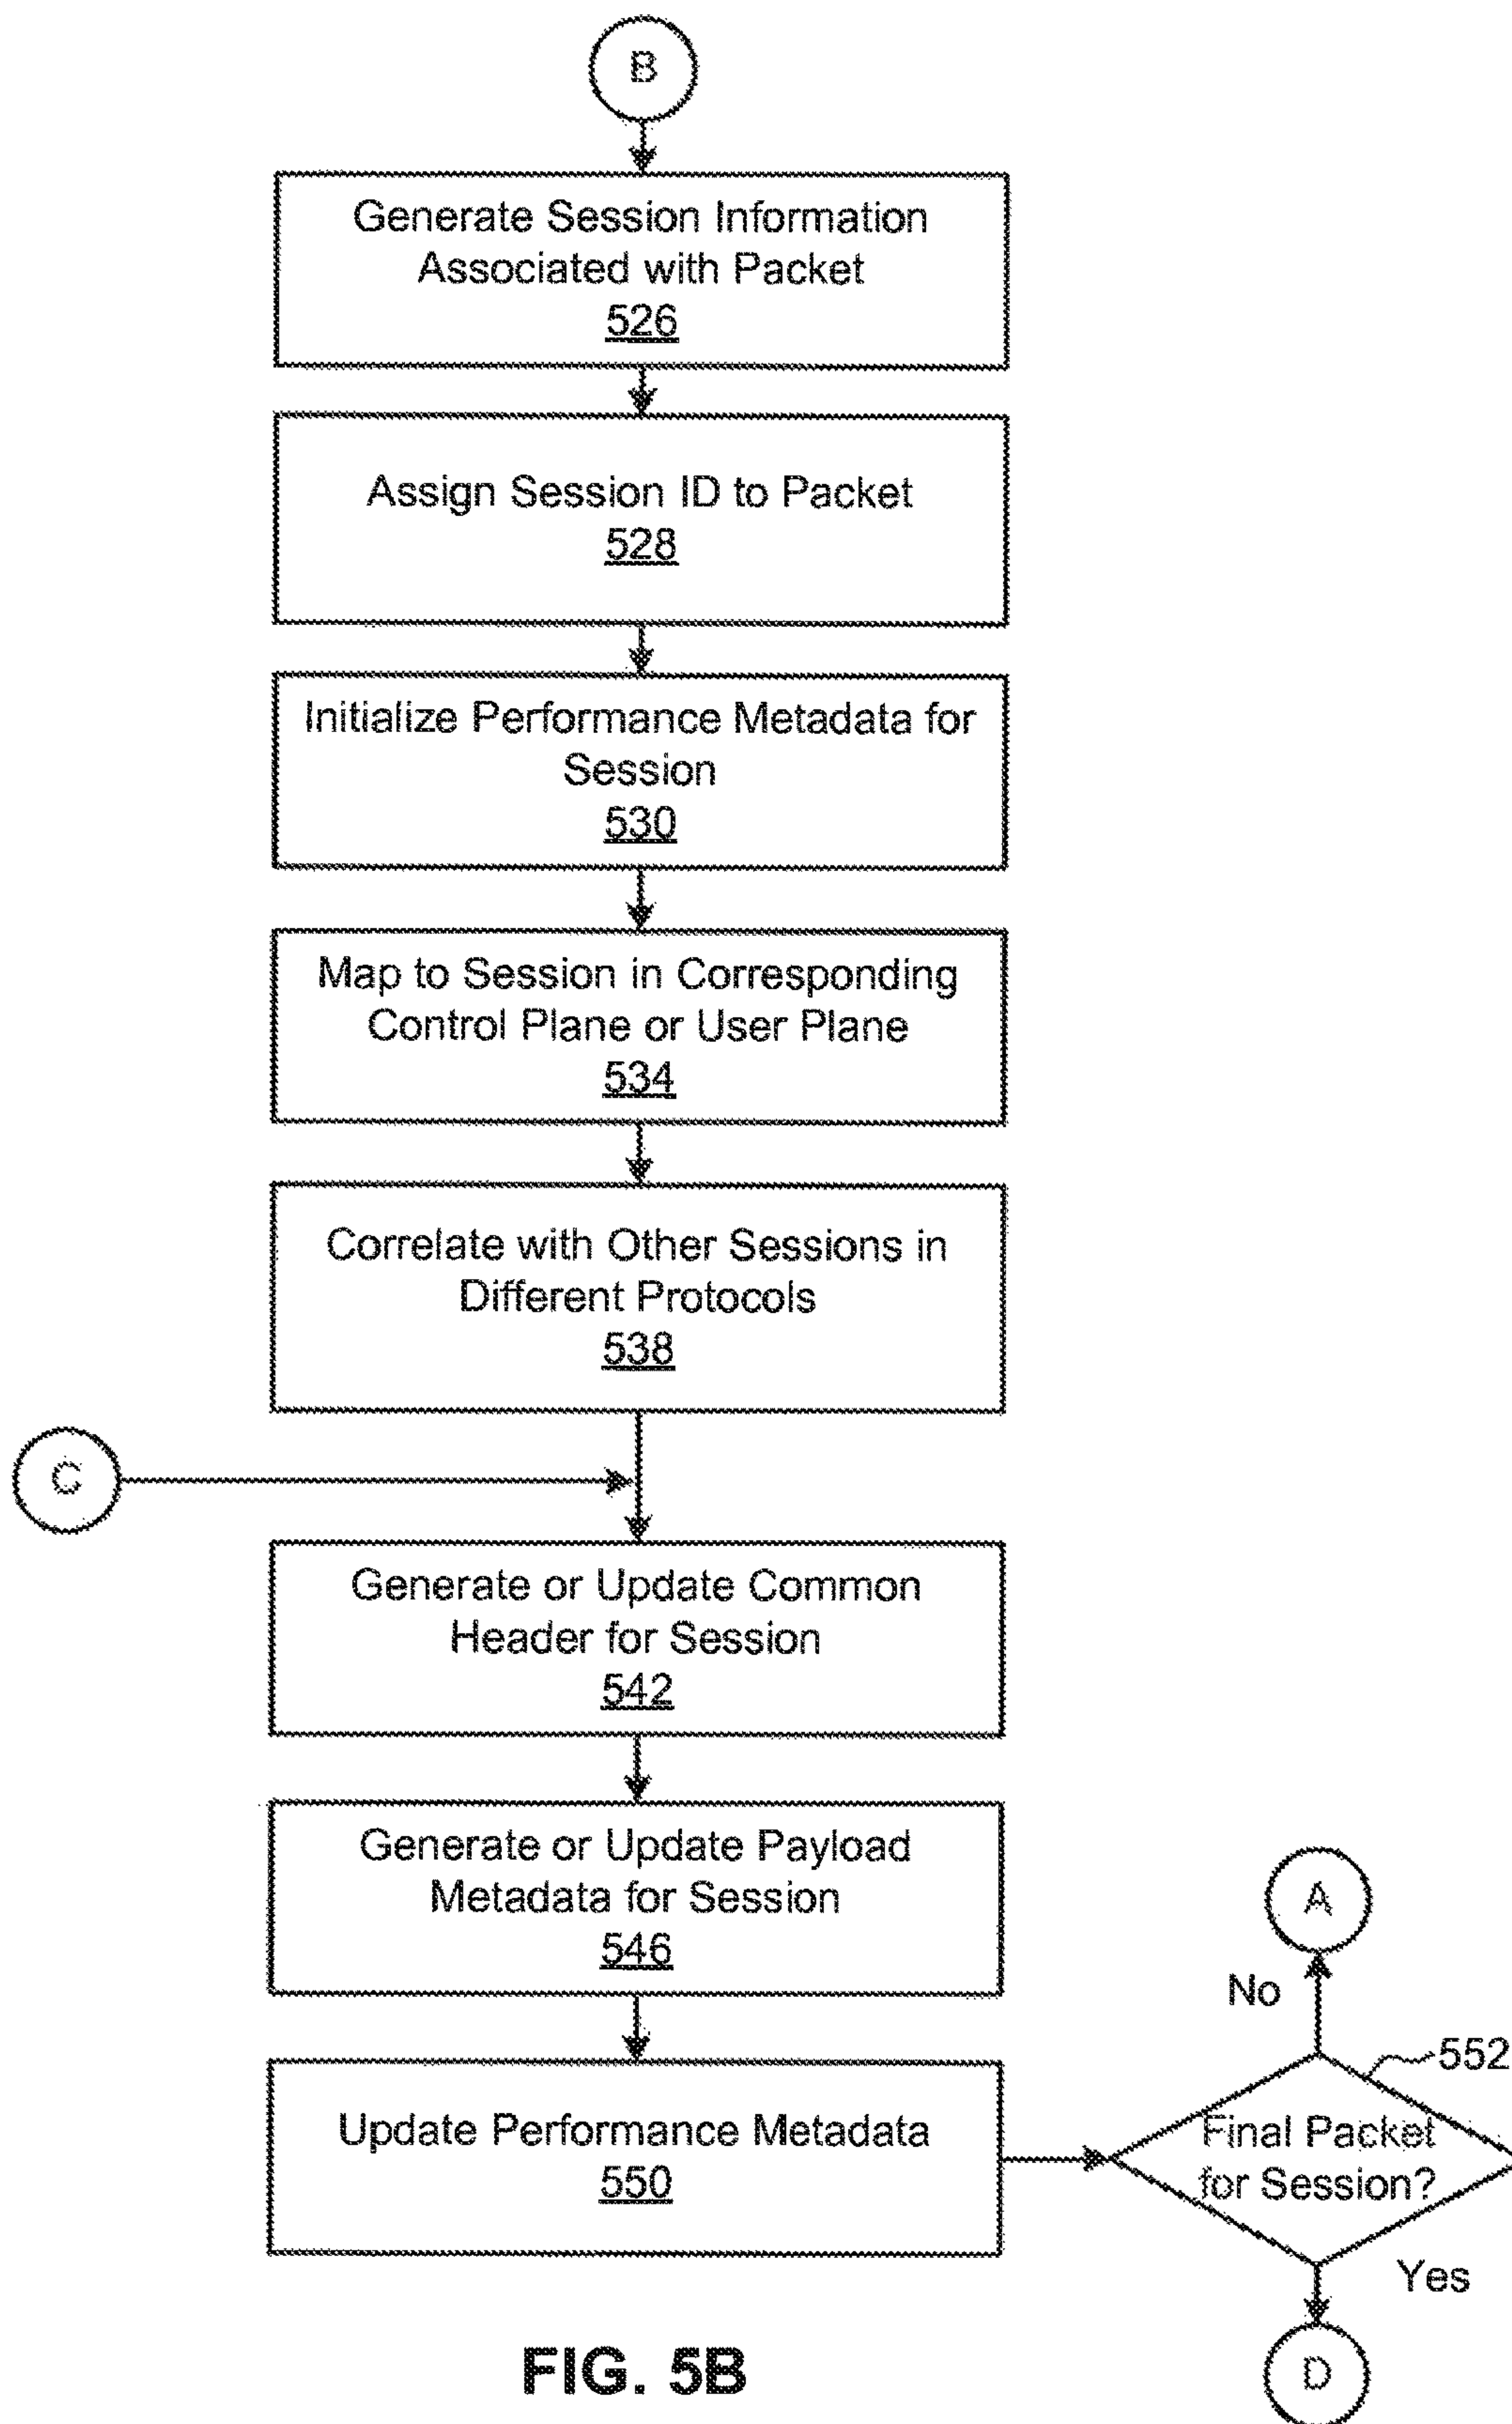 B
Generate Session Information
Associated with Packet
526
Assign Session ID to Packet
528
Initialize Performance Metadata for
Session
530
Map to Session in Corresponding
Control Plane or User Plane
534
Correlate with Other Sessions in
Different Protocols
538
C
Generate or Update Common
Header for Session
542
Generate or Update Payload
Metadata for Session
546
A
No
552
Update Performance Metadata
550
Final Packet
for Session?
Yes
D
FIG. 5B